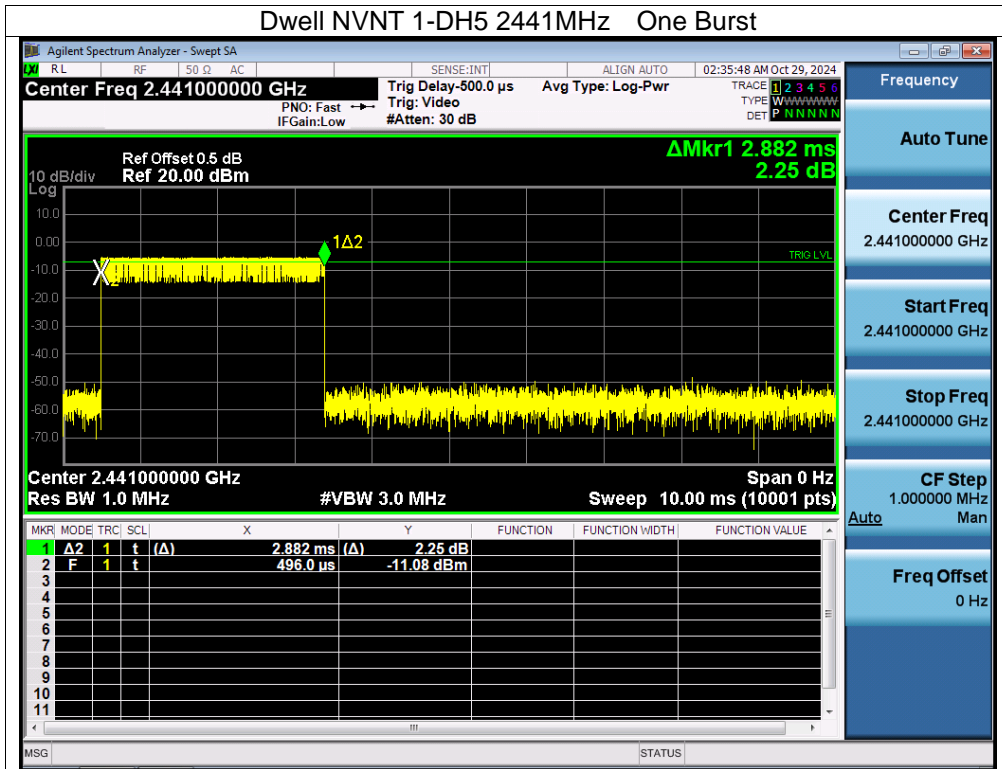 Dwell NVNT 1-DH5 2441MHz One Burst
Agilent Spectrum Analyzer - Swept SA
LXI RL RF 50 Ω AC SENSE:INT ALIGN AUTO 02:35:48 AM Oct 29, 2024
Center Freq 2.441000000 GHz
PNO: Fast
IFGain:Low
Trig Delay-500.0 µs
Trig: Video
#Atten: 30 dB
Avg Type: Log-Pwr
TRACE 1 2 3 4 5 6
TYPE WWWWWW
DET P N N N N N
ΔMkr1 2.882 ms
2.25 dB
Ref Offset 0.5 dB
10 dB/div Ref 20.00 dBm
Log
10.0
0.00
-10.0
-20.0
-30.0
-40.0
-50.0
-60.0
-70.0
1Δ2
TRIG LVL
2
Center 2.441000000 GHz Span 0 Hz
Res BW 1.0 MHz #VBW 3.0 MHz Sweep 10.00 ms (10001 pts)
MKR MODE TRC SCL X Y FUNCTION FUNCTION WIDTH FUNCTION VALUE
1 Δ2 1 t (Δ) 2.882 ms (Δ) 2.25 dB
2 F 1 t 496.0 µs -11.08 dBm
3
4
5
6
7
8
9
10
11
MSG STATUS
Frequency
Auto Tune
Center Freq
2.441000000 GHz
Start Freq
2.441000000 GHz
Stop Freq
2.441000000 GHz
CF Step
1.000000 MHz
Auto Man
Freq Offset
0 Hz